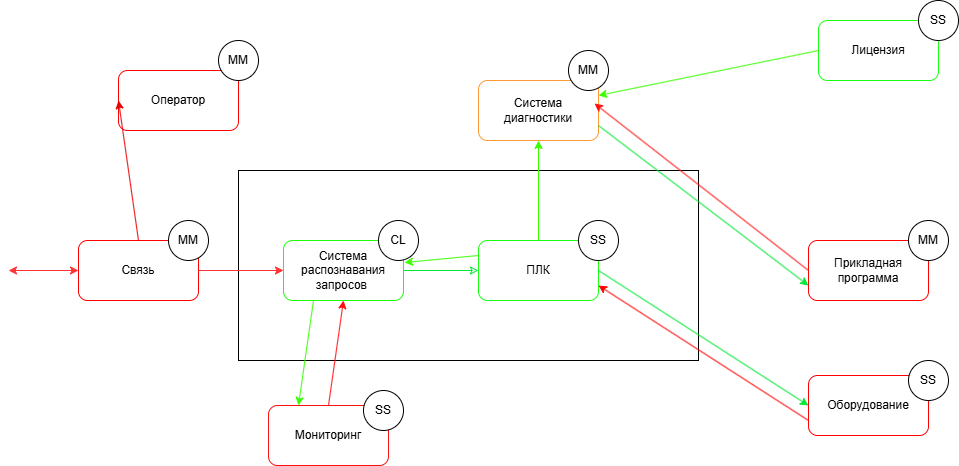 SS
Лицензия
MM
Оператор
MM
Система
диагностики
MM
Связь
CL
Система
распознавания
запросов
SS
ПЛК
MM
Прикладная
программа
SS
Мониторинг
SS
Оборудование